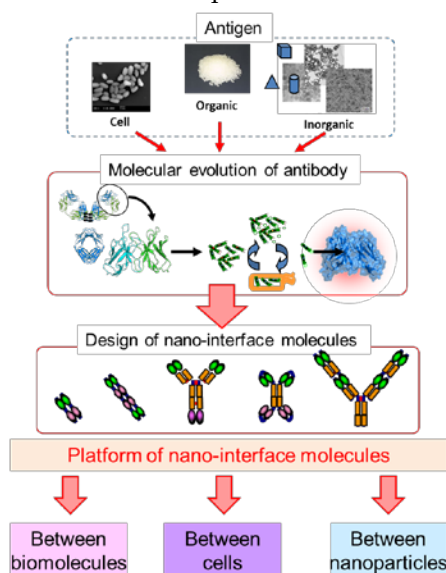 Antigen
Cell
Organic
Inorganic
Molecular evolution of antibody
Design of nano-interface molecules
Platform of nano-interface molecules
Between
biomolecules
Between
cells
Between
nanoparticles